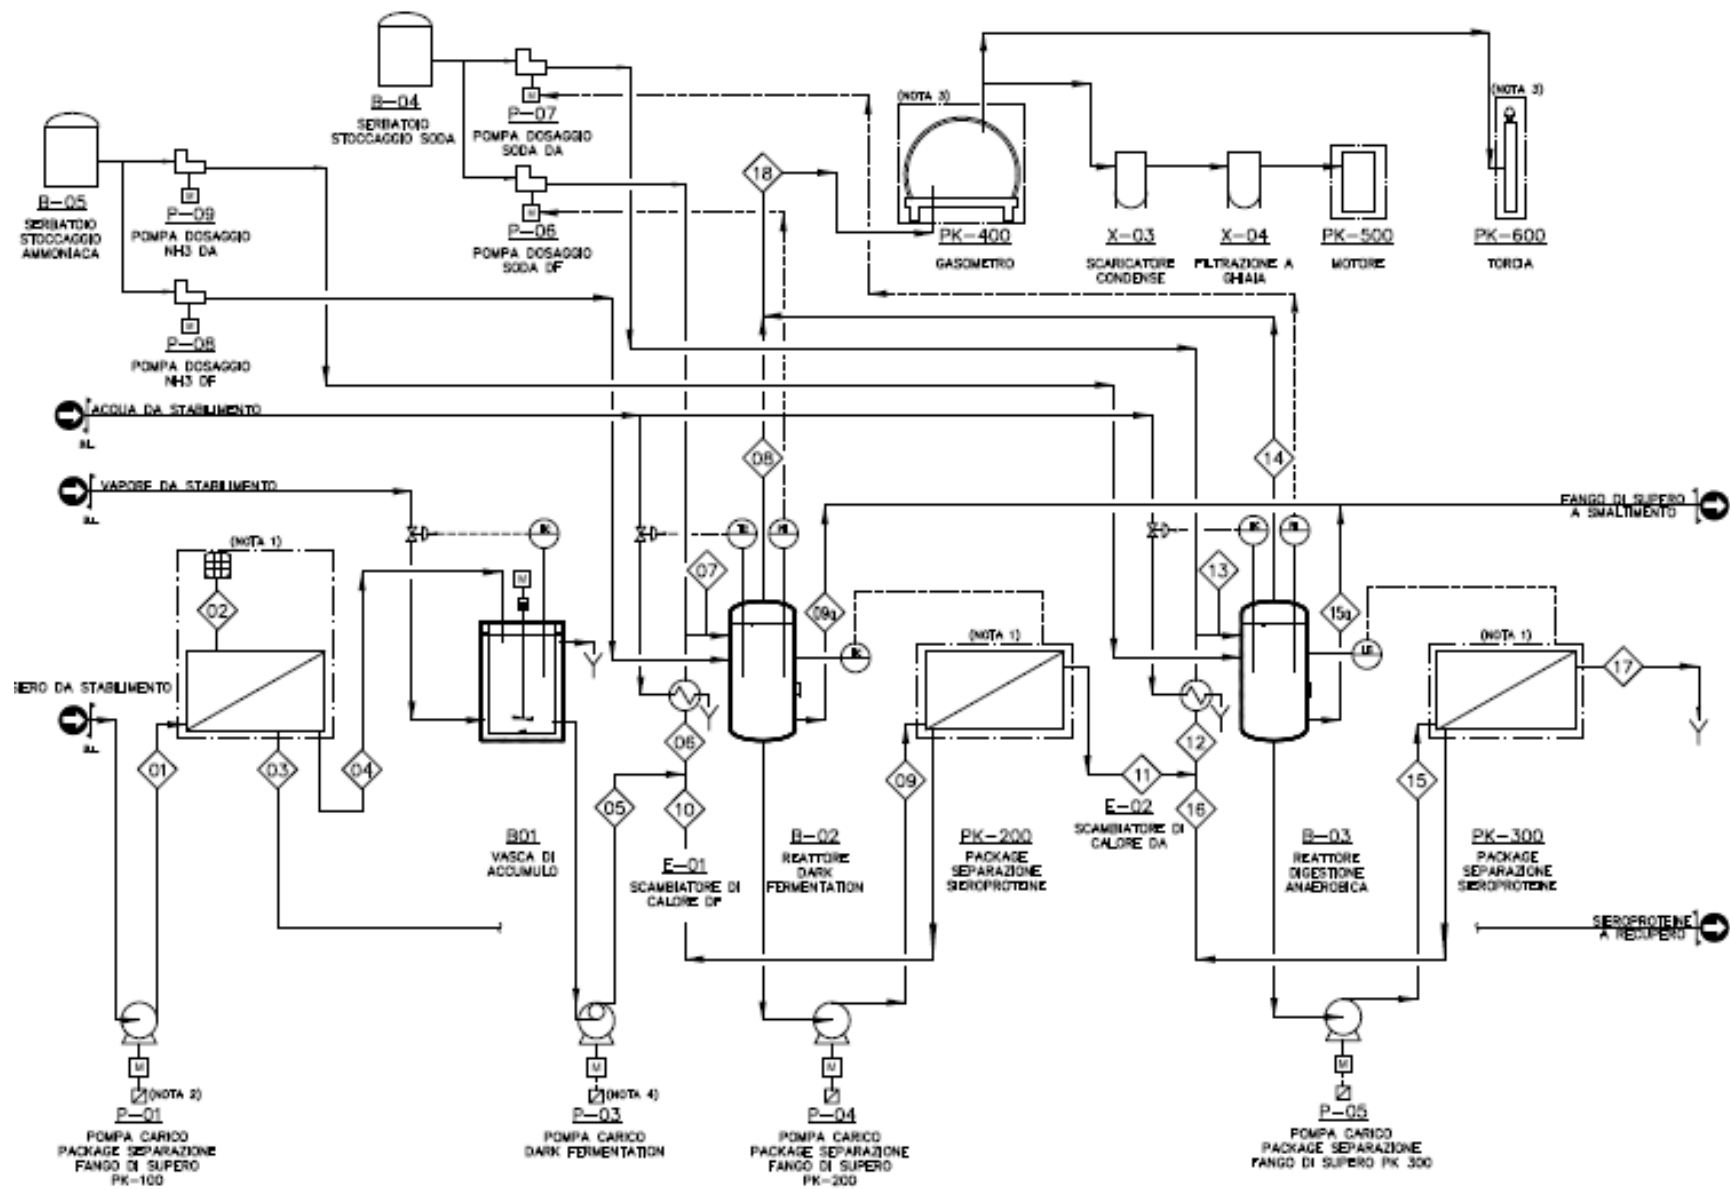 B-04
SERBATOIO
STOCCAGGIO SODA
P-07
POMPA DOSAGGIO
SODA DA
M
(NOTA 3)
(NOTA 3)
B-05
SERBATOIO
STOCCAGGIO
AMMONIACA
M
P-09
POMPA DOSAGGIO
NH3 DA
M
P-06
POMPA DOSAGGIO
SODA DF
18
PK-400
GASOMETRO
X-03
SCARICATORE
CONDENSE
X-04
FILTRAZIONE A
GHIAIA
PK-500
MOTORE
PK-600
TORCIA
M
P-08
POMPA DOSAGGIO
NH3 DF
ACQUA DA STABILIMENTO
BL
08
14
VAPORE DA STABILIMENTO
BL
FANGO DI SUPERO
A SMALTIMENTO
(NOTA 1)
02
M
07
13
09q
15q
(NOTA 1)
(NOTA 1)
17
SIERO DA STABILIMENTO
BL
01
03
04
06
05
10
09
11
12
16
15
E-02
SCAMBIATORE DI
CALORE DA
B01
VASCA DI
ACCUMULO
E-01
SCAMBIATORE DI
CALORE DF
B-02
REATTORE
DARK
FERMENTATION
PK-200
PACKAGE
SEPARAZIONE
SIEROPROTEINE
B-03
REATTORE
DIGESTIONE
ANAEROBICA
PK-300
PACKAGE
SEPARAZIONE
SIEROPROTEINE
SIEROPROTEINE
A RECUPERO
M
(NOTA 2)
P-01
POMPA CARICO
PACKAGE SEPARAZIONE
FANGO DI SUPERO
PK-100
M
(NOTA 4)
P-03
POMPA CARICO
DARK FERMENTATION
M
P-04
POMPA CARICO
PACKAGE SEPARAZIONE
FANGO DI SUPERO
PK-200
M
P-05
POMPA CARICO
PACKAGE SEPARAZIONE
FANGO DI SUPERO PK 300